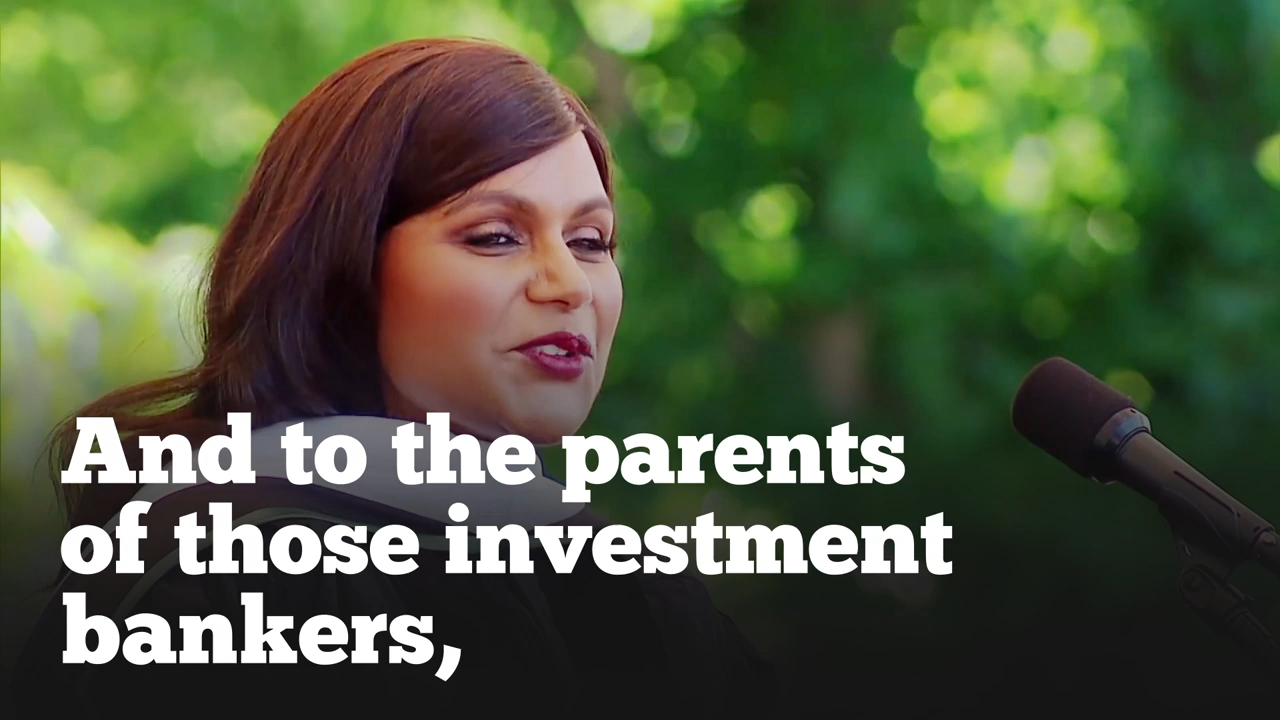 And to the parents
of those investment
bankers,